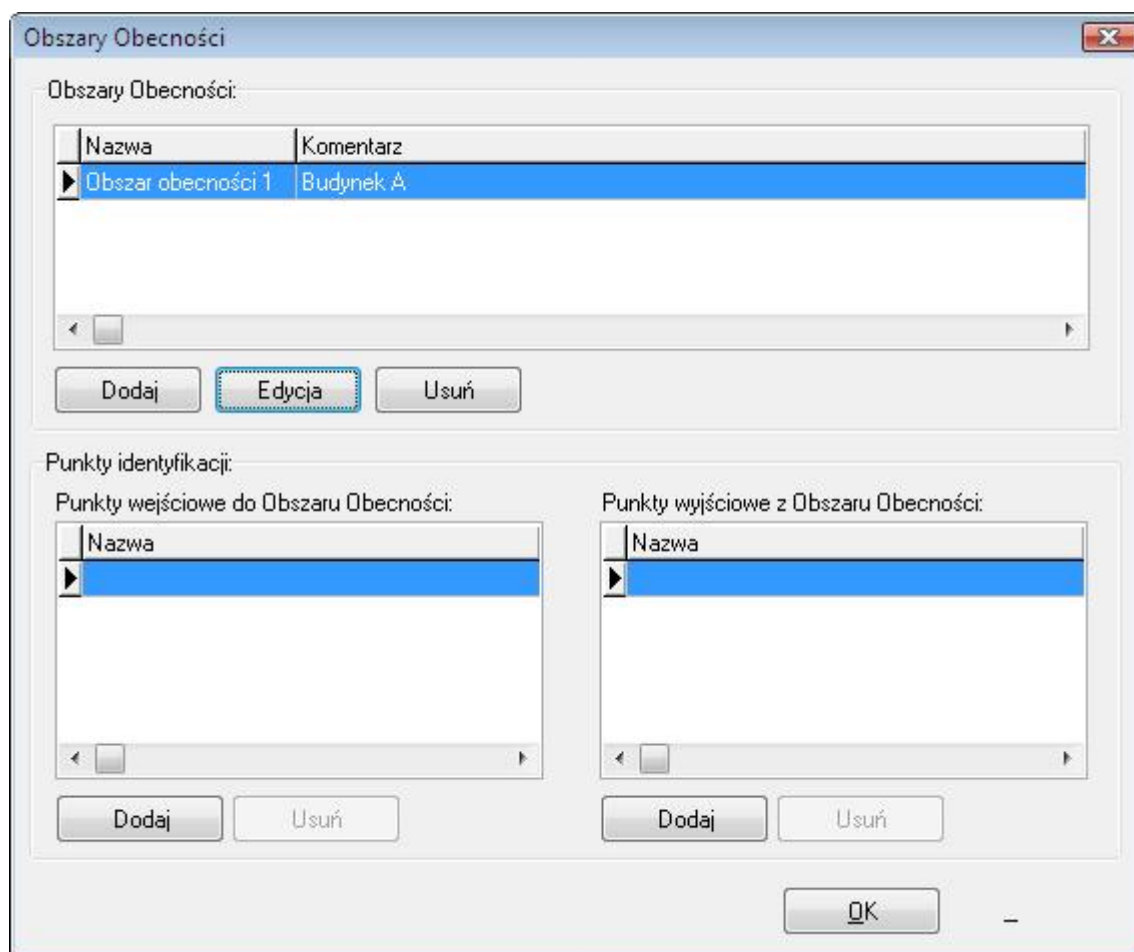 Obszary Obecności
Obszary Obecności:
Nazwa Komentarz
Obszar obecności 1 Budynek A
Dodaj Edycja Usuń
Punkty identyfikacji:
Punkty wejściowe do Obszaru Obecności: Punkty wyjściowe z Obszaru Obecności:
Nazwa Nazwa
Dodaj Usuń Dodaj Usuń
OK